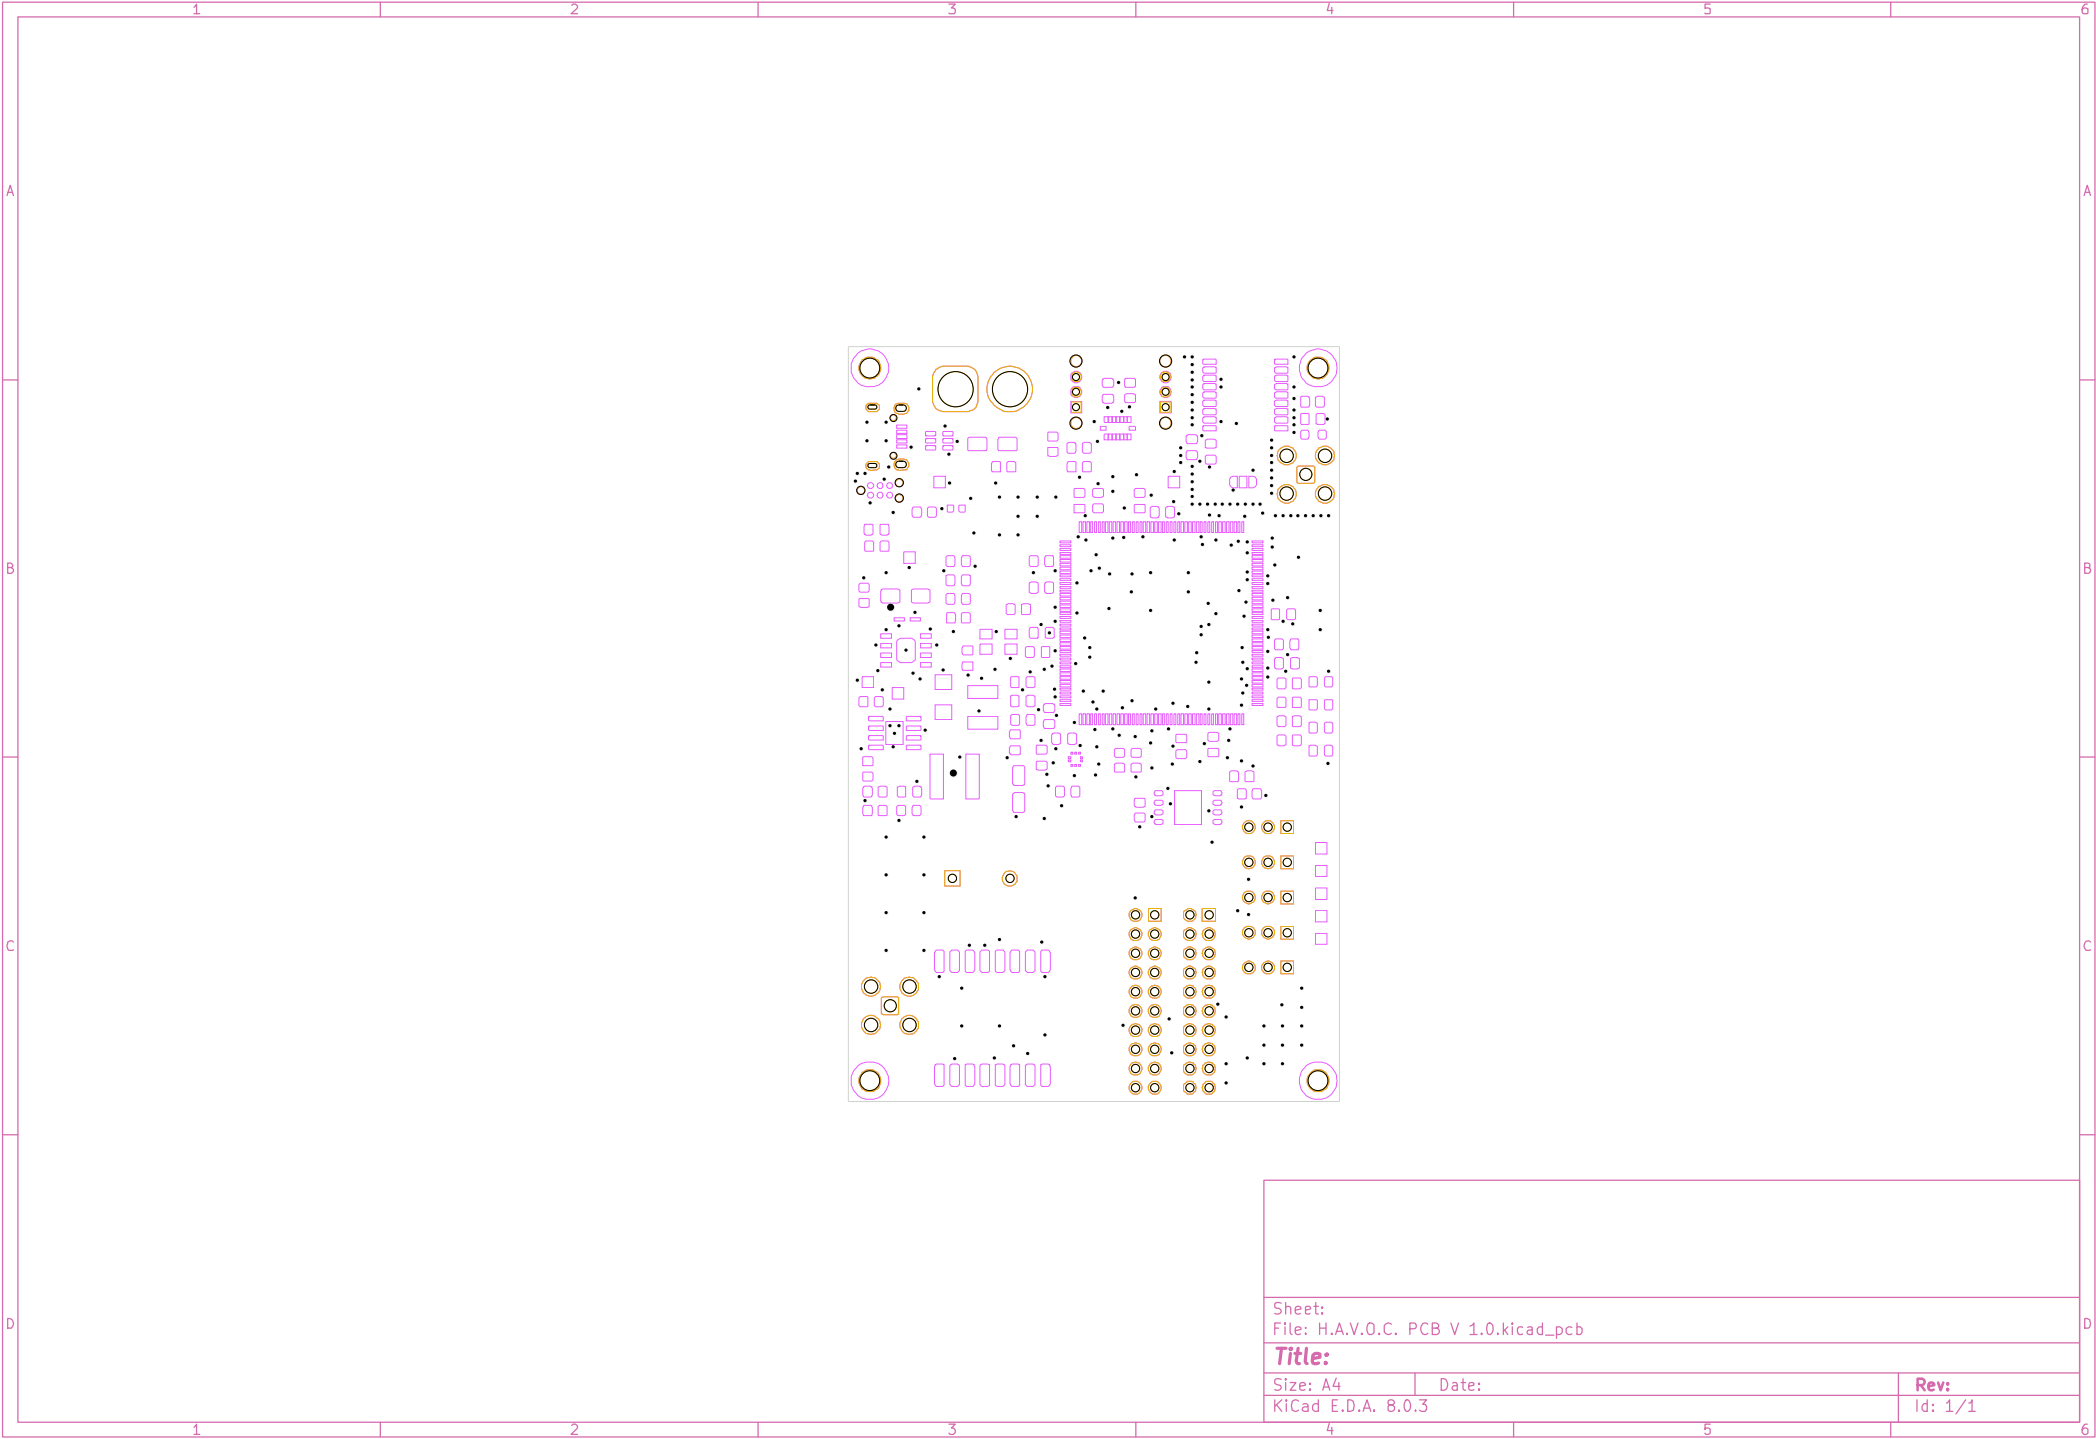 1 2 3 4 5 6
A A
B B
C C
D D
Sheet:
File: H.A.V.O.C. PCB V 1.0.kicad_pcb
Title:
Size: A4 Date: Rev:
KiCad E.D.A. 8.0.3 Id: 1/1
1 2 3 4 5 6